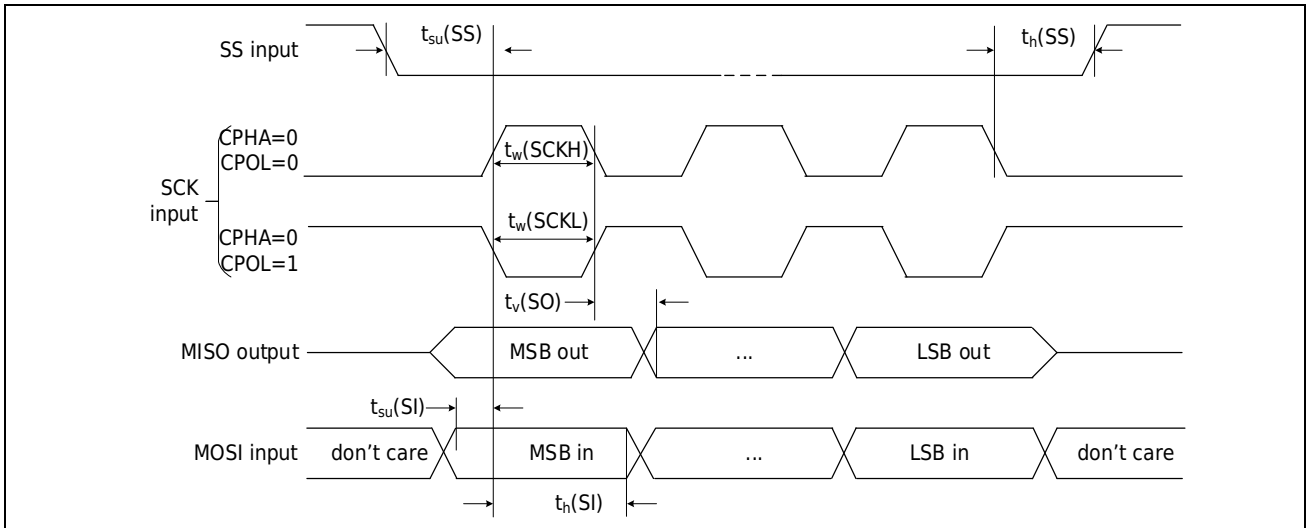 SS input
tsu(SS)
th(SS)
SCK
input
CPHA=0
CPOL=0
tw(SCKH)
CPHA=0
CPOL=1
tw(SCKL)
tv(SO)
MISO output
MSB out
...
LSB out
tsu(SI)
MOSI input
don't care
MSB in
...
LSB in
don't care
th(SI)